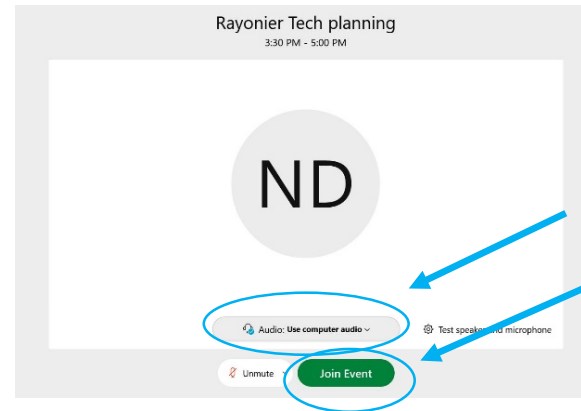 Rayonier Tech planning
3:30 PM - 5:00 PM
ND
Audio: Use computer audio
Test speaker and microphone
Unmute
Join Event